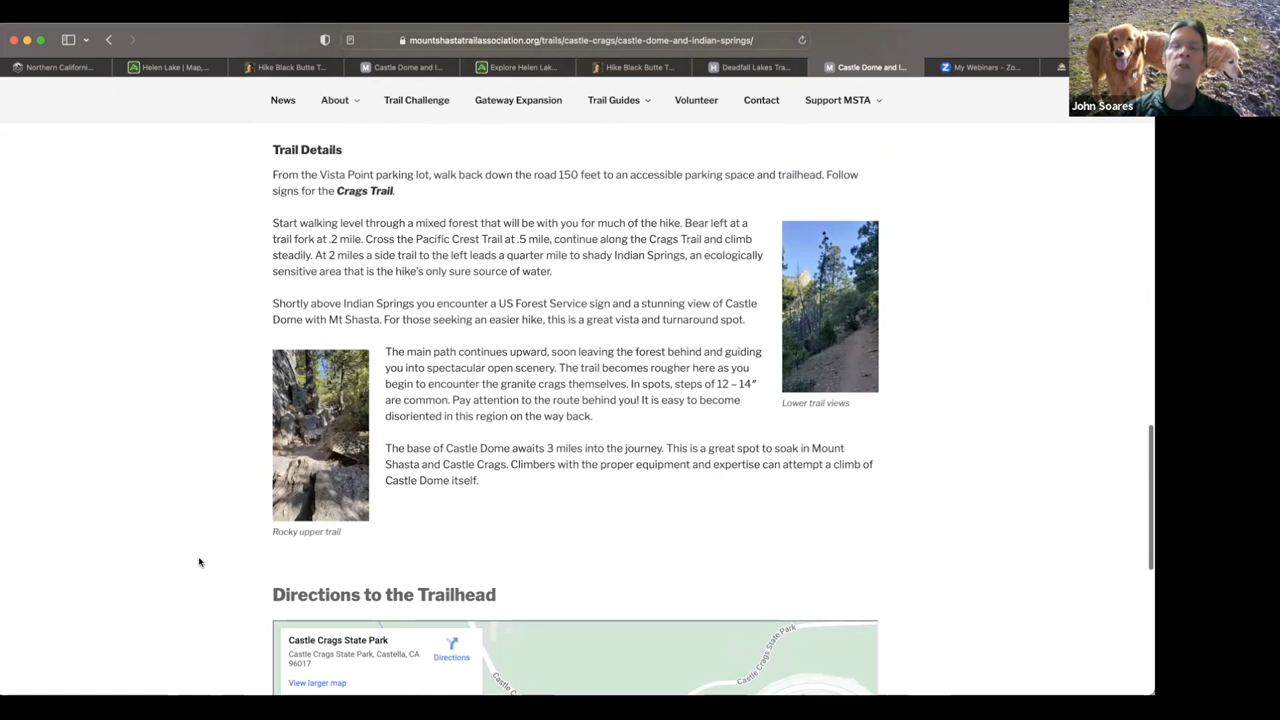 mountshastatrailassociation.org/trails/castle-crags/castle-dome-and-indian-springs/
Northern Californi...
Helen Lake | Map,...
Hike Black Butte T...
Castle Dome and I...
Explore Helen Lak...
Hike Black Butte T...
Deadfall Lakes Tra...
Castle Dome and I...
My Webinars - Zo...
John Soares
News
About
Trail Challenge
Gateway Expansion
Trail Guides
Volunteer
Contact
Support MSTA
Trail Details
From the Vista Point parking lot, walk back down the road 150 feet to an accessible parking space and trailhead. Follow
signs for the Crags Trail.
Start walking level through a mixed forest that will be with you for much of the hike. Bear left at a
trail fork at .2 mile. Cross the Pacific Crest Trail at .5 mile, continue along the Crags Trail and climb
steadily. At 2 miles a side trail to the left leads a quarter mile to shady Indian Springs, an ecologically
sensitive area that is the hike's only sure source of water.
Shortly above Indian Springs you encounter a US Forest Service sign and a stunning view of Castle
Dome with Mt Shasta. For those seeking an easier hike, this is a great vista and turnaround spot.
The main path continues upward, soon leaving the forest behind and guiding
you into spectacular open scenery. The trail becomes rougher here as you
begin to encounter the granite crags themselves. In spots, steps of 12 – 14″
are common. Pay attention to the route behind you! It is easy to become
disoriented in this region on the way back.
Lower trail views
The base of Castle Dome awaits 3 miles into the journey. This is a great spot to soak in Mount
Shasta and Castle Crags. Climbers with the proper equipment and expertise can attempt a climb of
Castle Dome itself.
Rocky upper trail
Directions to the Trailhead
Castle Crags State Park
Castle Crags State Park, Castella, CA
96017
Directions
View larger map
Castle C
Castle Crags State Park